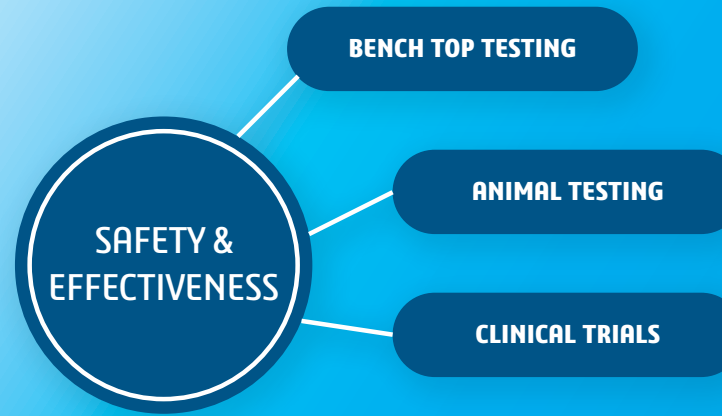 BENCH TOP TESTING
ANIMAL TESTING
SAFETY &
EFFECTIVENESS
CLINICAL TRIALS